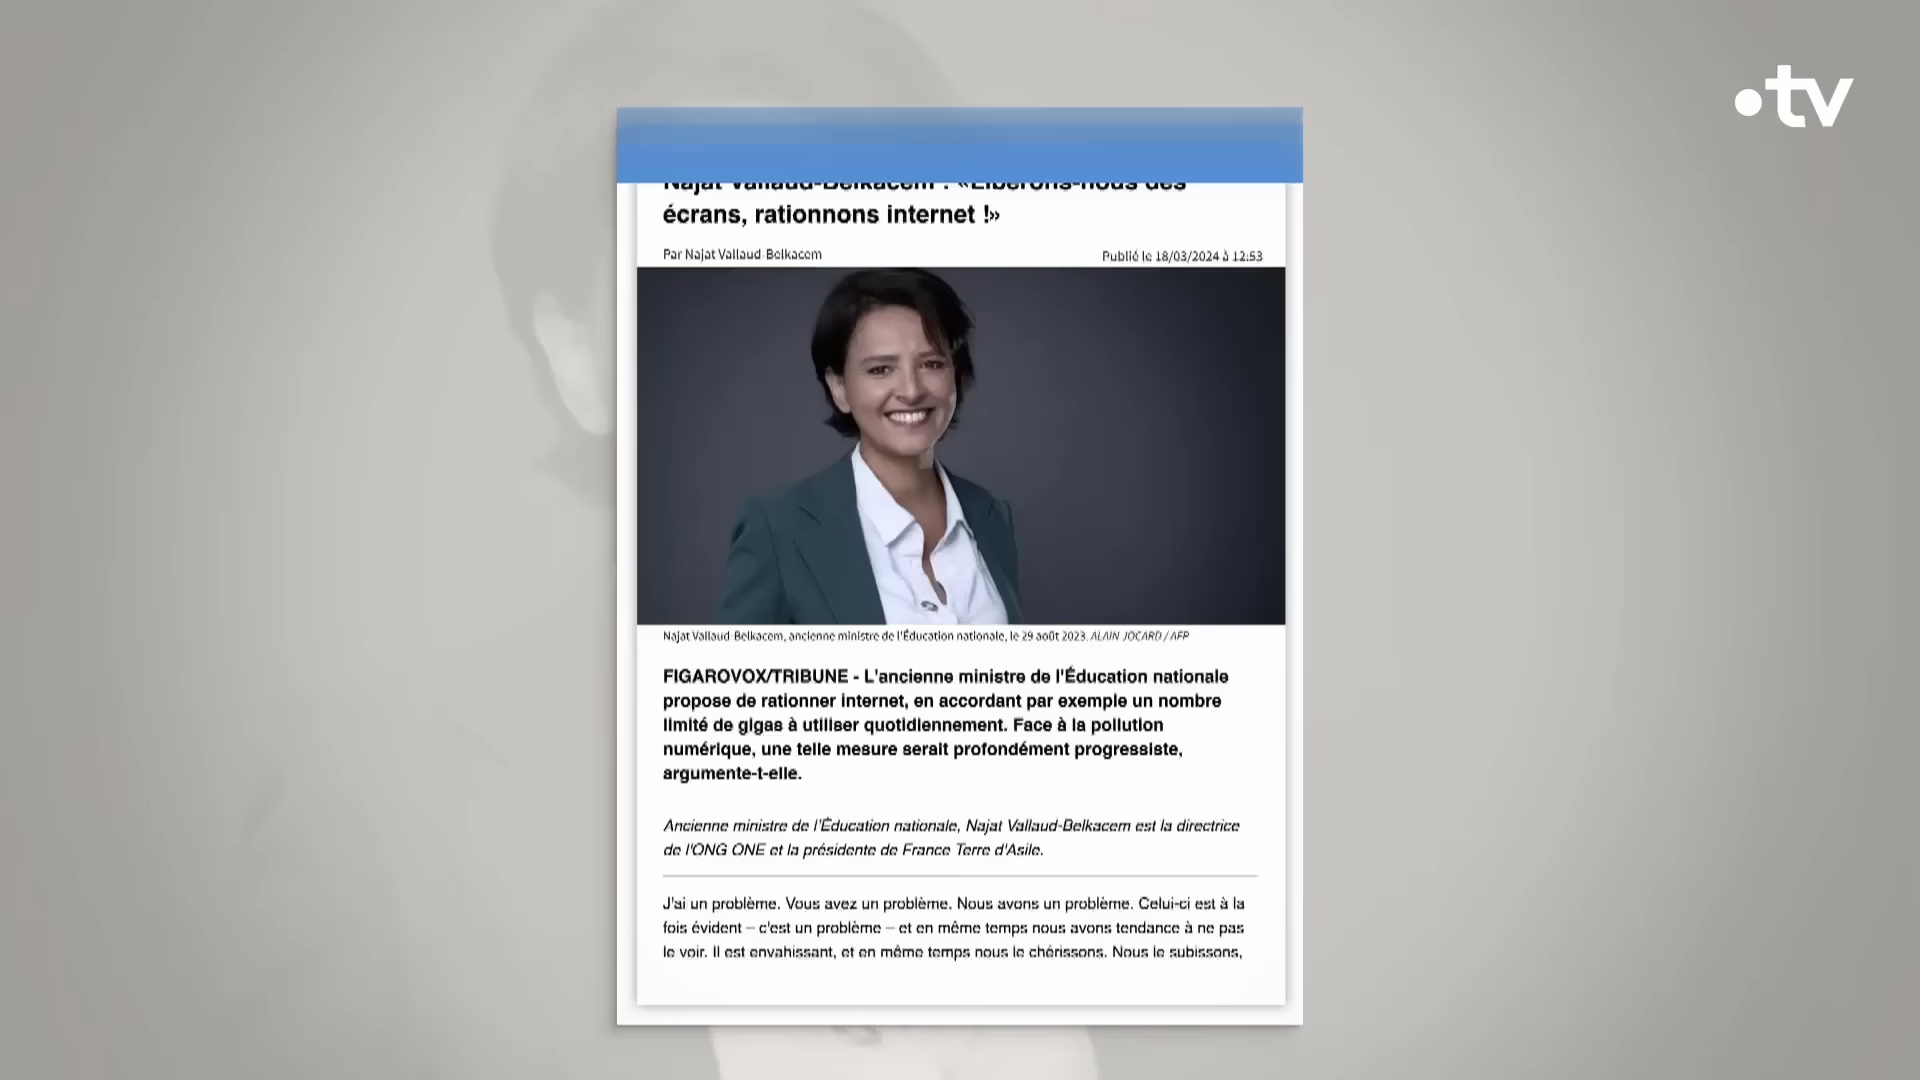 tv
Najat Vallaud-Belkacem : «Libérons-nous des
écrans, rationnons internet !»
Par Najat Vallaud-Belkacem
Publié le 18/03/2024 à 12:53
Najat Vallaud-Belkacem, ancienne ministre de l'Éducation nationale, le 29 août 2023. ALAIN JOCARD / AFP
FIGAROVOX/TRIBUNE - L'ancienne ministre de l'Éducation nationale
propose de rationner internet, en accordant par exemple un nombre
limité de gigas à utiliser quotidiennement. Face à la pollution
numérique, une telle mesure serait profondément progressiste,
argumente-t-elle.
Ancienne ministre de l'Éducation nationale, Najat Vallaud-Belkacem est la directrice
de l'ONG ONE et la présidente de France Terre d'Asile.
J'ai un problème. Vous avez un problème. Nous avons un problème. Celui-ci est à la
fois évident – c'est un problème – et en même temps nous avons tendance à ne pas
le voir. Il est envahissant, et en même temps nous le chérissons. Nous le subissons,